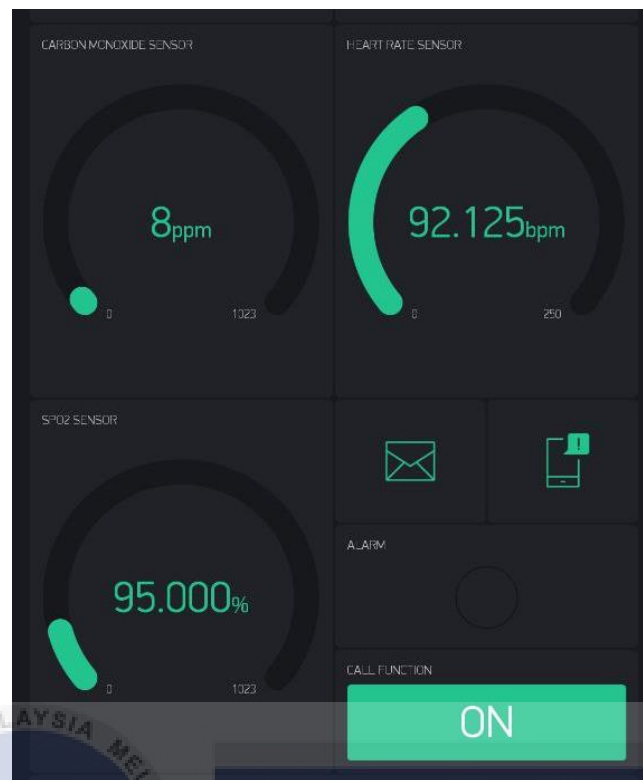 CARBON MONOXIDE SENSOR
8ppm
0 1023
HEART RATE SENSOR
92.125bpm
0 250
SPO2 SENSOR
95.000%
0 1023
!
ALARM
CALL FUNCTION
ON
LAYSIA